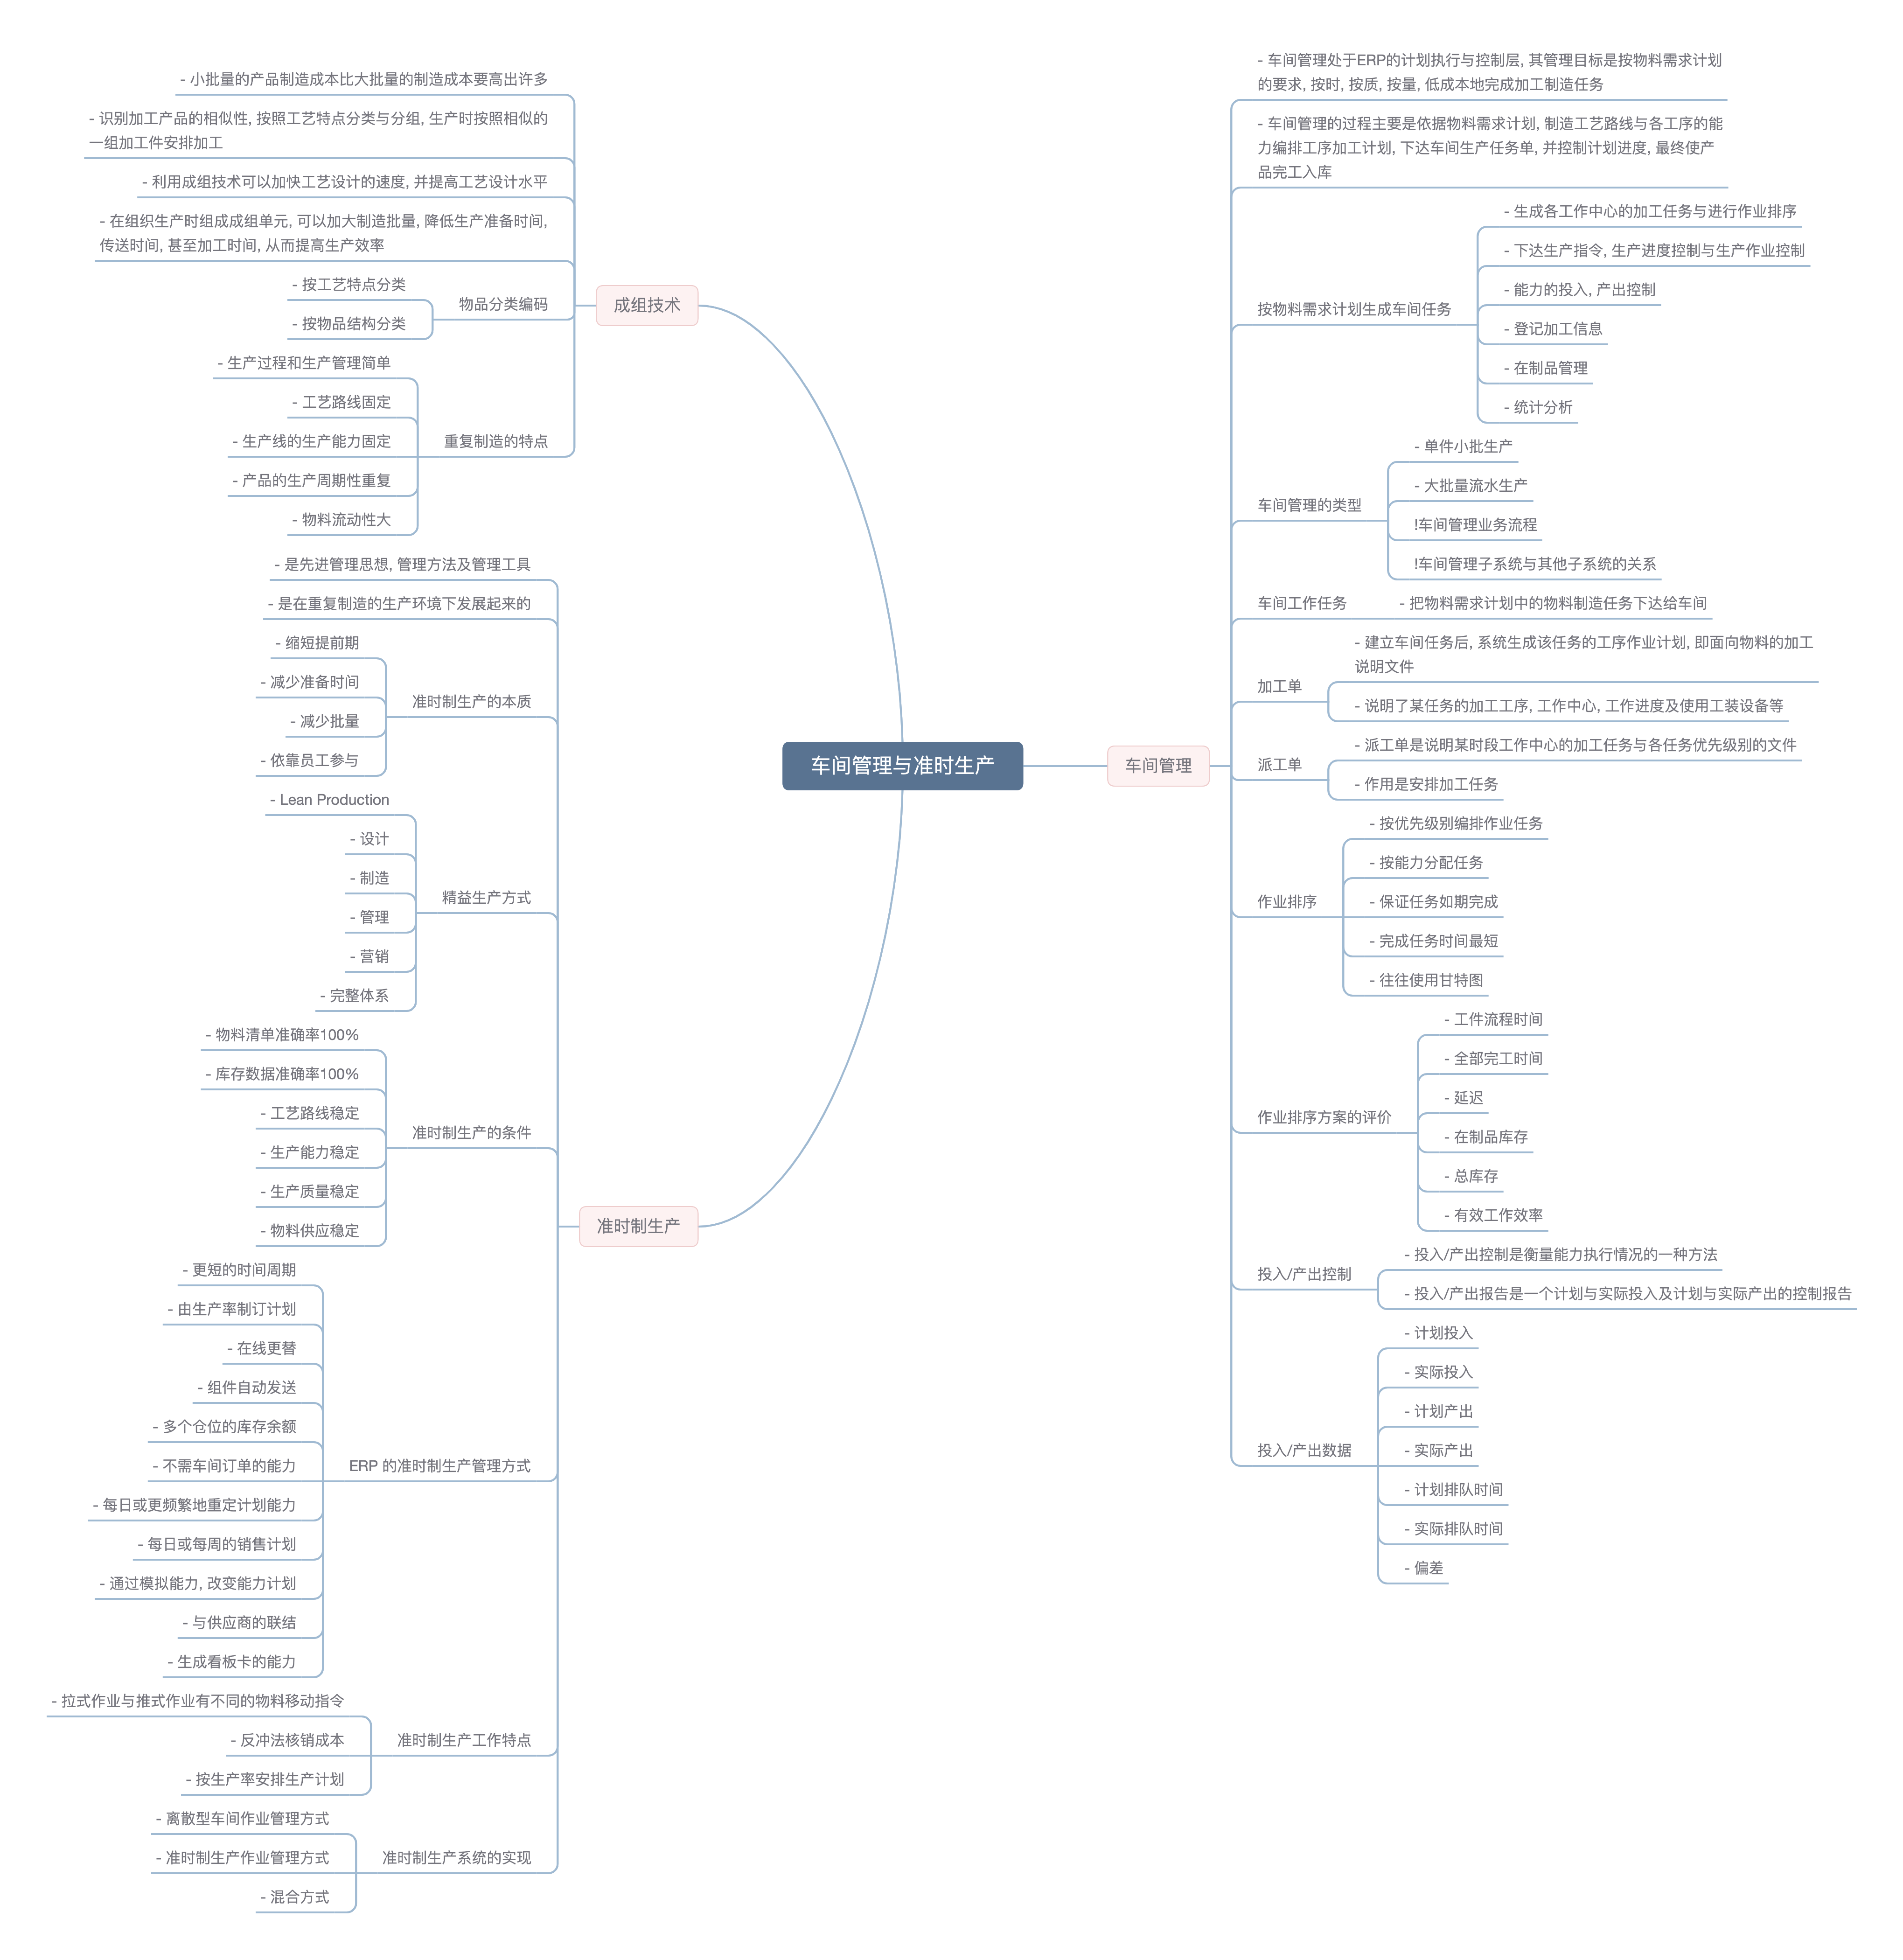 车间管理与准时生产
车间管理
- 车间管理处于ERP的计划执行与控制层, 其管理目标是按物料需求计划
的要求, 按时, 按质, 按量, 低成本地完成加工制造任务
- 车间管理的过程主要是依据物料需求计划, 制造工艺路线与各工序的能
力编排工序加工计划, 下达车间生产任务单, 并控制计划进度, 最终使产
品完工入库
按物料需求计划生成车间任务
- 生成各工作中心的加工任务与进行作业排序
- 下达生产指令, 生产进度控制与生产作业控制
- 能力的投入, 产出控制
- 登记加工信息
- 在制品管理
- 统计分析
车间管理的类型
- 单件小批生产
- 大批量流水生产
!车间管理业务流程
!车间管理子系统与其他子系统的关系
车间工作任务
- 把物料需求计划中的物料制造任务下达给车间
加工单
- 建立车间任务后, 系统生成该任务的工序作业计划, 即面向物料的加工
说明文件
- 说明了某任务的加工工序, 工作中心, 工作进度及使用工装设备等
派工单
- 派工单是说明某时段工作中心的加工任务与各任务优先级别的文件
- 作用是安排加工任务
作业排序
- 按优先级别编排作业任务
- 按能力分配任务
- 保证任务如期完成
- 完成任务时间最短
- 往往使用甘特图
作业排序方案的评价
- 工件流程时间
- 全部完工时间
- 延迟
- 在制品库存
- 总库存
- 有效工作效率
投入/产出控制
- 投入/产出控制是衡量能力执行情况的一种方法
- 投入/产出报告是一个计划与实际投入及计划与实际产出的控制报告
投入/产出数据
- 计划投入
- 实际投入
- 计划产出
- 实际产出
- 计划排队时间
- 实际排队时间
- 偏差
成组技术
- 小批量的产品制造成本比大批量的制造成本要高出许多
- 识别加工产品的相似性, 按照工艺特点分类与分组, 生产时按照相似的
一组加工件安排加工
- 利用成组技术可以加快工艺设计的速度, 并提高工艺设计水平
- 在组织生产时组成成组单元, 可以加大制造批量, 降低生产准备时间,
传送时间, 甚至加工时间, 从而提高生产效率
物品分类编码
- 按工艺特点分类
- 按物品结构分类
重复制造的特点
- 生产过程和生产管理简单
- 工艺路线固定
- 生产线的生产能力固定
- 产品的生产周期性重复
- 物料流动性大
准时制生产
- 是先进管理思想, 管理方法及管理工具
- 是在重复制造的生产环境下发展起来的
准时制生产的本质
- 缩短提前期
- 减少准备时间
- 减少批量
- 依靠员工参与
精益生产方式
- Lean Production
- 设计
- 制造
- 管理
- 营销
- 完整体系
准时制生产的条件
- 物料清单准确率100%
- 库存数据准确率100%
- 工艺路线稳定
- 生产能力稳定
- 生产质量稳定
- 物料供应稳定
ERP 的准时制生产管理方式
- 更短的时间周期
- 由生产率制订计划
- 在线更替
- 组件自动发送
- 多个仓位的库存余额
- 不需车间订单的能力
- 每日或更频繁地重定计划能力
- 每日或每周的销售计划
- 通过模拟能力, 改变能力计划
- 与供应商的联结
- 生成看板卡的能力
准时制生产工作特点
- 拉式作业与推式作业有不同的物料移动指令
- 反冲法核销成本
- 按生产率安排生产计划
准时制生产系统的实现
- 离散型车间作业管理方式
- 准时制生产作业管理方式
- 混合方式